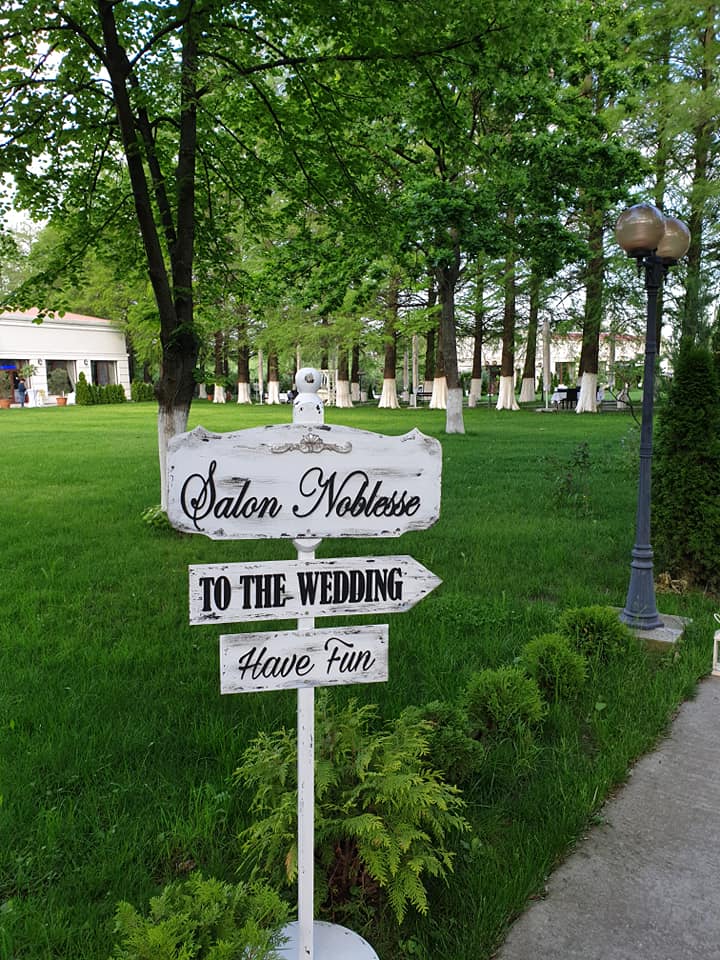 Salon Noblesse
TO THE WEDDING
Have Fun